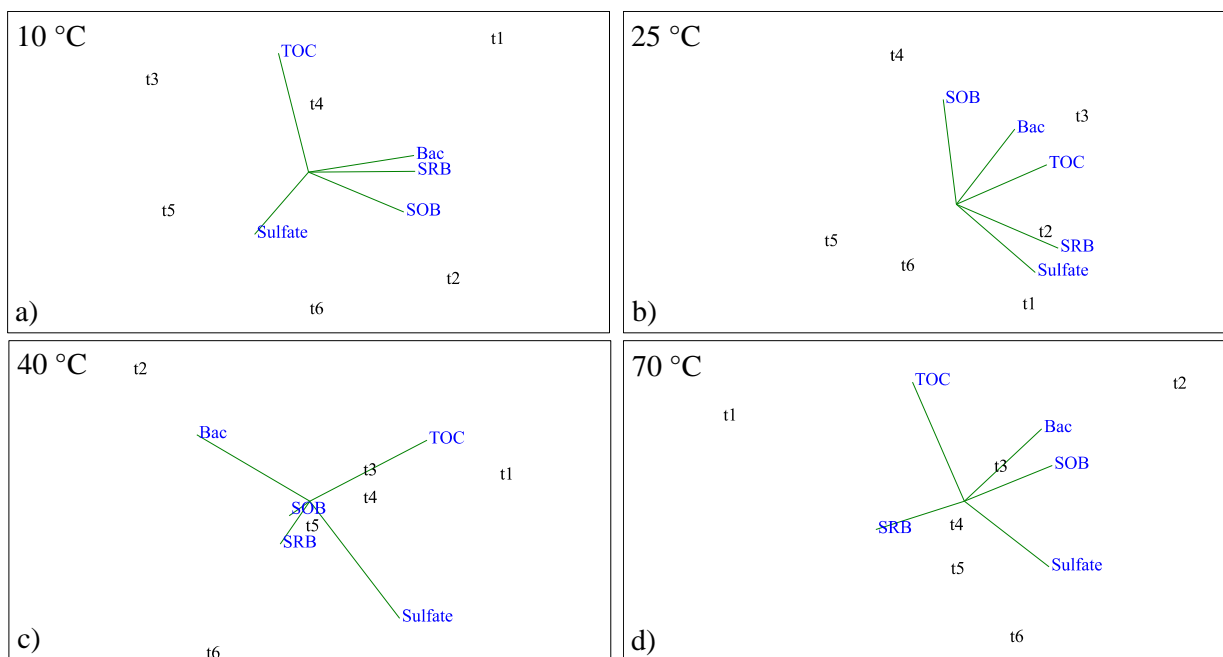 10 °C
t1
TOC
t3
t4
Bac
SRB
SOB
t5
Sulfate
t2
t6
a)
25 °C
t4
SOB
t3
Bac
TOC
t2
t5
SRB
t6
Sulfate
t1
b)
40 °C
t2
Bac
TOC
t3
t1
t4
SOB
t5
SRB
Sulfate
t6
c)
70 °C
TOC
t2
t1
Bac
t3
SOB
SRB
t4
t5
Sulfate
t6
d)